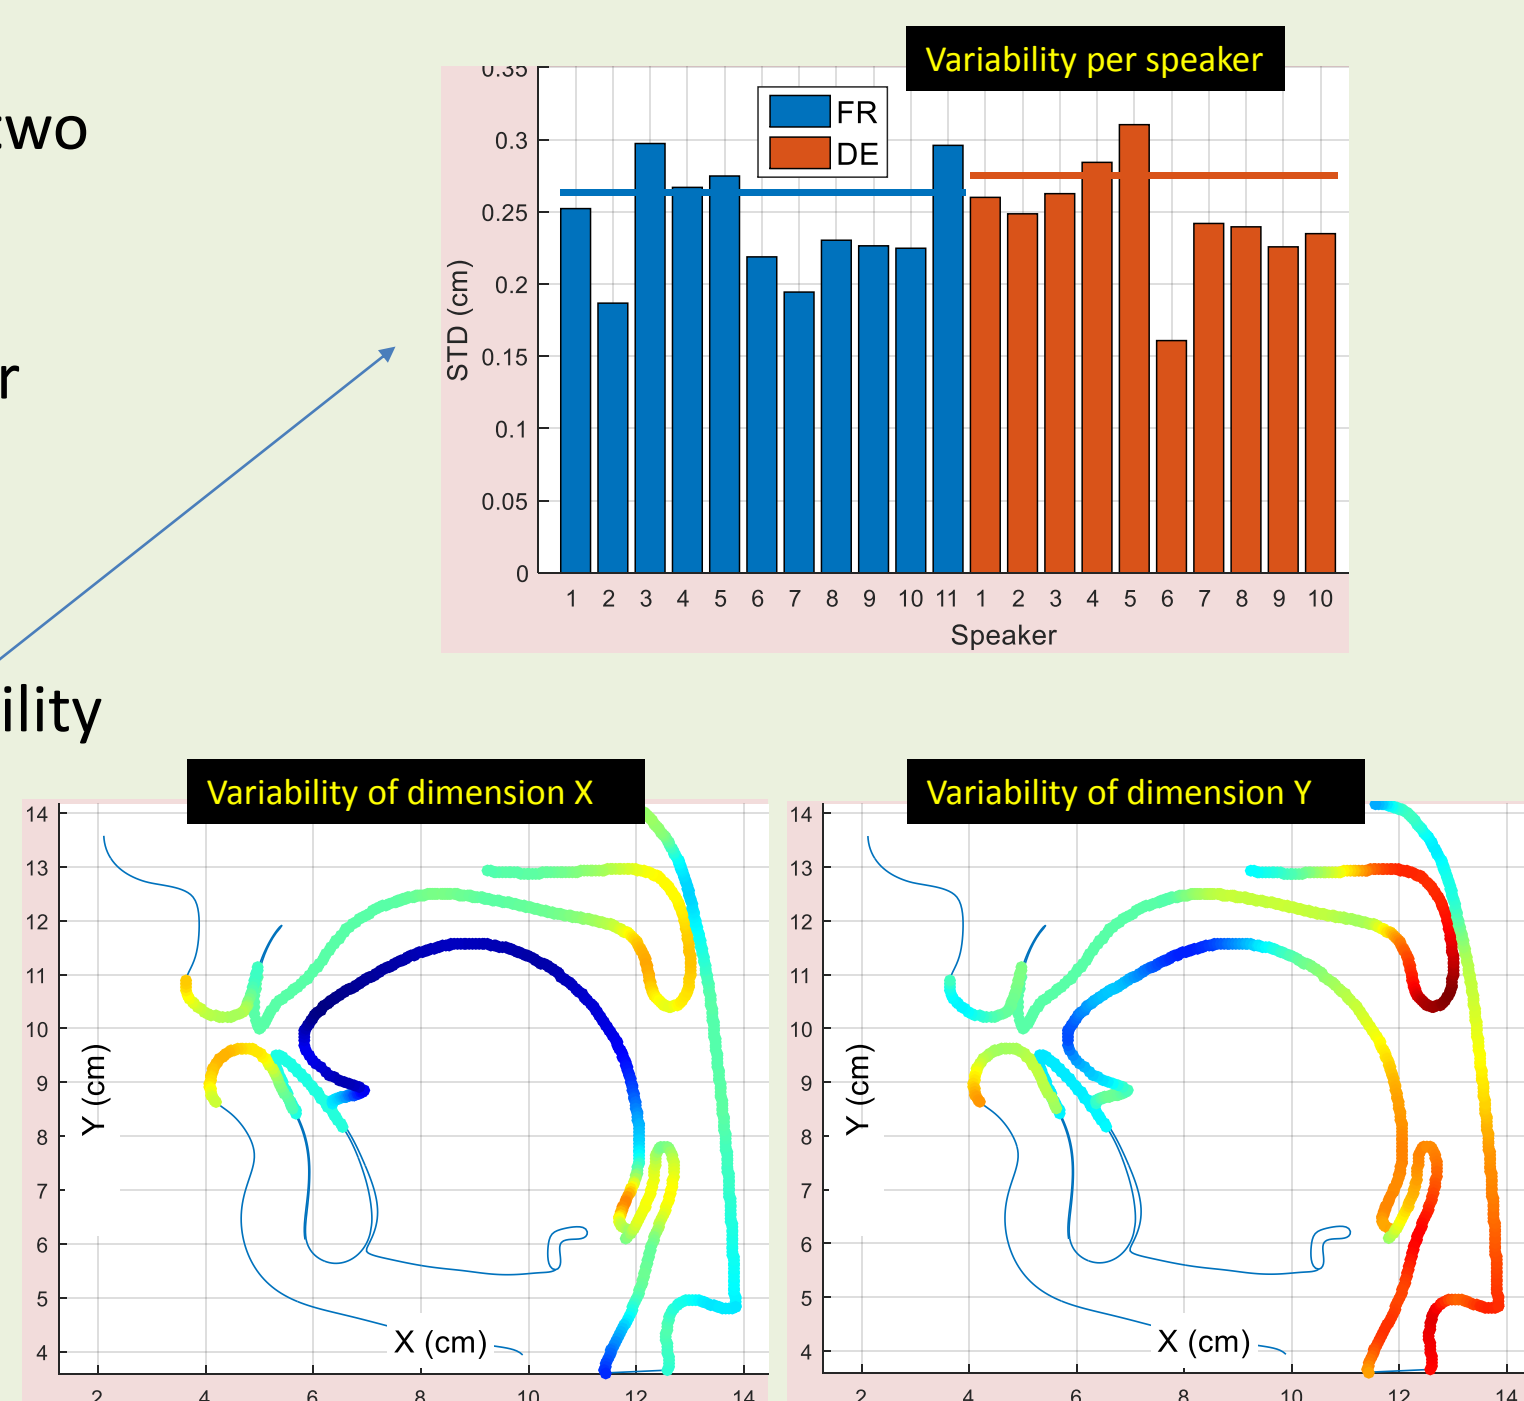 two
r
ility
Variability per speaker
0.35
0.3
0.25
0.2
0.15
0.1
0.05
0
STD (cm)
FR
DE
1 2 3 4 5 6 7 8 9 10 11 1 2 3 4 5 6 7 8 9 10
Speaker
Variability of dimension X
14
13
12
11
10
9
8
7
6
5
4
Y (cm)
X (cm)
2 4 6 8 10 12 14
Variability of dimension Y
14
13
12
11
10
9
8
7
6
5
4
Y (cm)
X (cm)
2 4 6 8 10 12 14